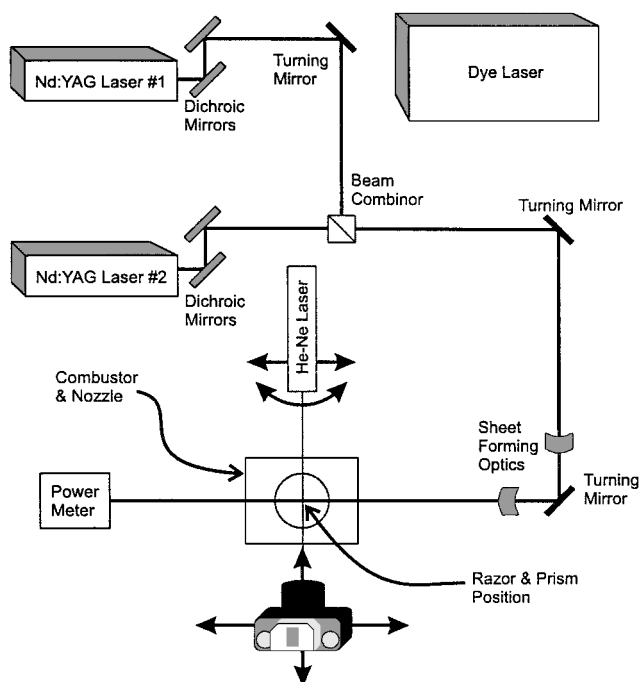 Nd:YAG Laser #1
Turning
Mirror
Dichroic
Mirrors
Dye Laser
Beam
Combinor
Turning Mirror
Nd:YAG Laser #2
Dichroic
Mirrors
He-Ne Laser
Combustor
& Nozzle
Sheet
Forming
Optics
Turning
Mirror
Power
Meter
Razor & Prism
Position